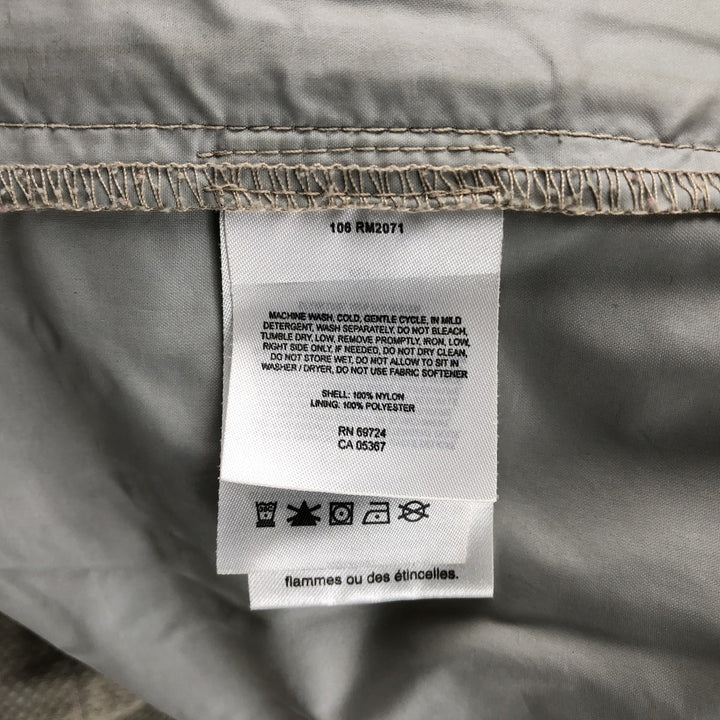 106 RM2071
MACHINE WASH, COLD, GENTLE CYCLE, IN MILD
DETERGENT, WASH SEPARATELY, DO NOT BLEACH,
TUMBLE DRY, LOW, REMOVE PROMPTLY, IRON, LOW,
RIGHT SIDE ONLY, IF NEEDED, DO NOT DRY CLEAN,
DO NOT STORE WET, DO NOT ALLOW TO SIT IN
WASHER / DRYER, DO NOT USE FABRIC SOFTENER
SHELL: 100% NYLON
LINING: 100% POLYESTER
RN 69724
CA 05367
flammes ou des étincelles.